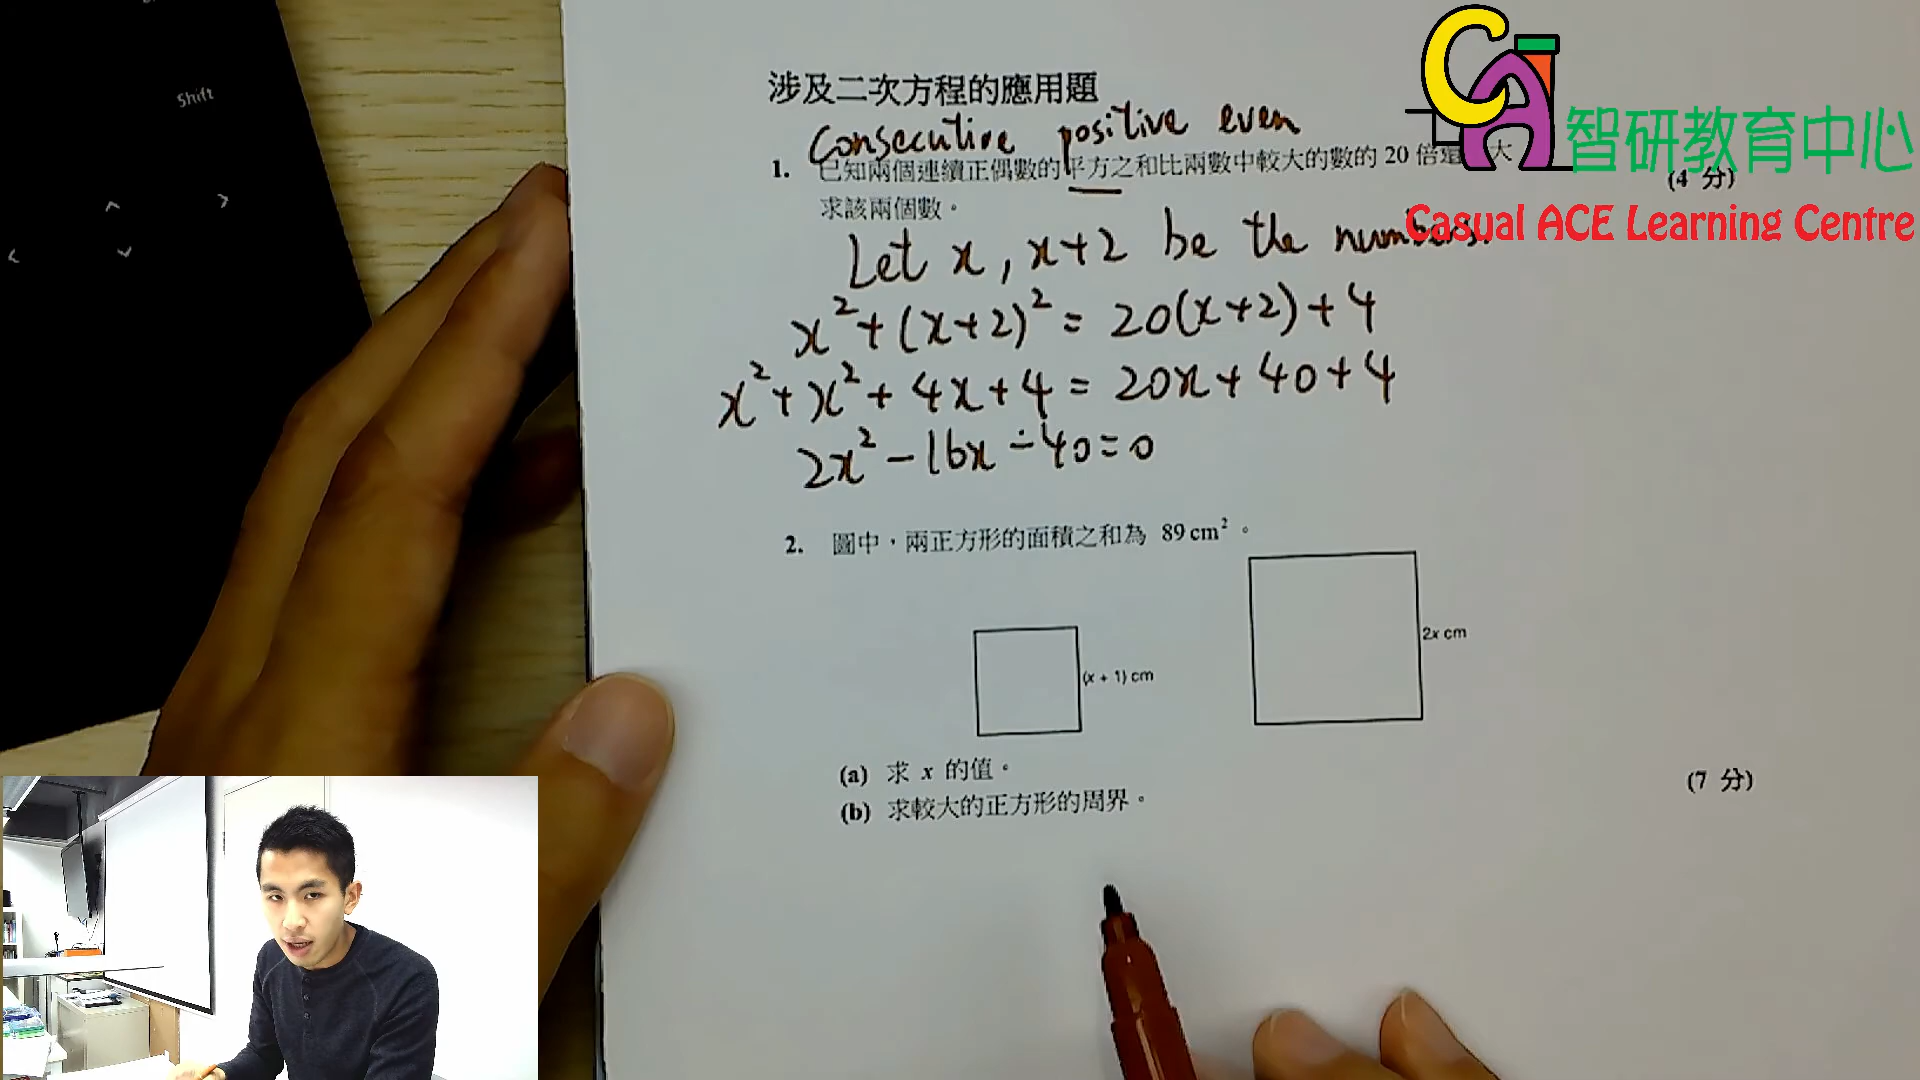 Shift
涉及二次方程的應用題
consecutive positive even
1. 已知兩個連續正偶數的平方之和比兩數中較大的數的 20 倍還 大
(4 分)
求該兩個數。
Let x, x+2 be the numbers.
x²+(x+2)² = 20(x+2)+4
x²+x²+4x+4 = 20x+40+4
2x²-16x-40=0
2. 圖中,兩正方形的面積之和為 89 cm²。
2x cm
(x + 1) cm
(a) 求 x 的值。
(7 分)
(b) 求較大的正方形的周界。
CA
智研教育中心
Casual ACE Learning Centre